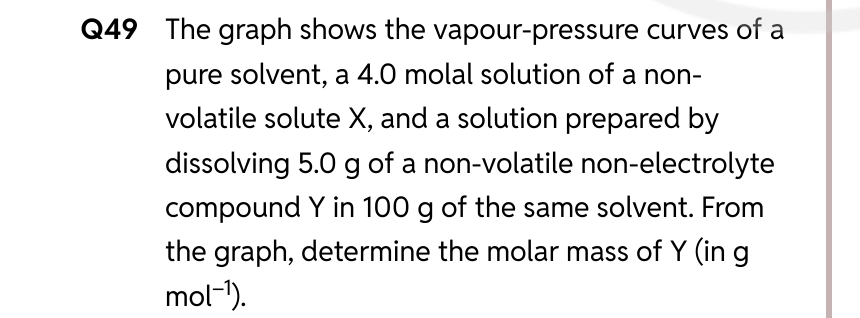 Q49 The graph shows the vapour-pressure curves of a
pure solvent, a 4.0 molal solution of a non-
volatile solute X, and a solution prepared by
dissolving 5.0 g of a non-volatile non-electrolyte
compound Y in 100 g of the same solvent. From
the graph, determine the molar mass of Y (in g
mol⁻¹).